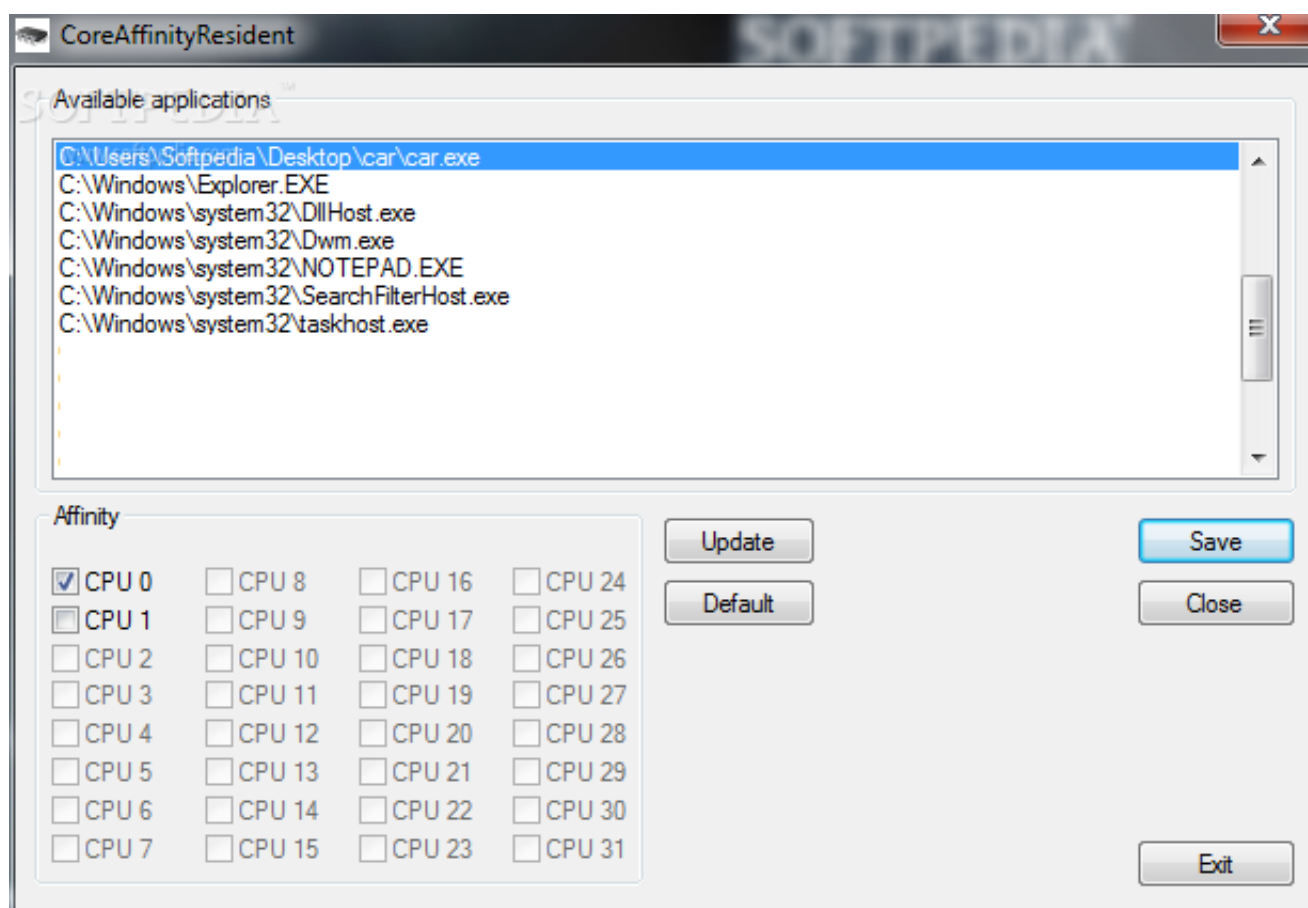 CoreAffinityResident
SOFTPEDIA
Available applications
SOFTPEDIA™
C:\Users\Softpedia\Desktop\car\car.exe
C:\Windows\Explorer.EXE
C:\Windows\system32\DllHost.exe
C:\Windows\system32\Dwm.exe
C:\Windows\system32\NOTEPAD.EXE
C:\Windows\system32\SearchFilterHost.exe
C:\Windows\system32\taskhost.exe
Affinity
Update Save
CPU 0 CPU 8 CPU 16 CPU 24
Default Close
CPU 1 CPU 9 CPU 17 CPU 25
CPU 2 CPU 10 CPU 18 CPU 26
CPU 3 CPU 11 CPU 19 CPU 27
CPU 4 CPU 12 CPU 20 CPU 28
CPU 5 CPU 13 CPU 21 CPU 29
CPU 6 CPU 14 CPU 22 CPU 30
CPU 7 CPU 15 CPU 23 CPU 31
Exit